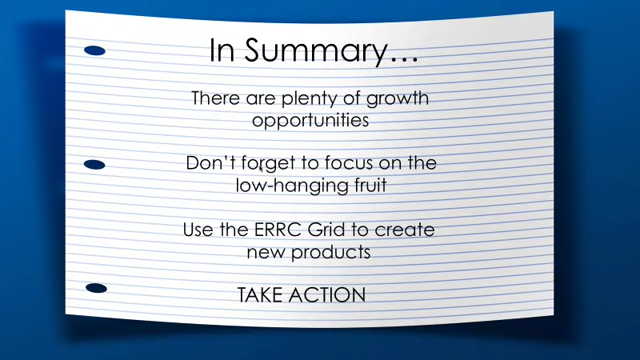 In Summary…
There are plenty of growth
opportunities
Don't forget to focus on the
low-hanging fruit
Use the ERRC Grid to create
new products
TAKE ACTION